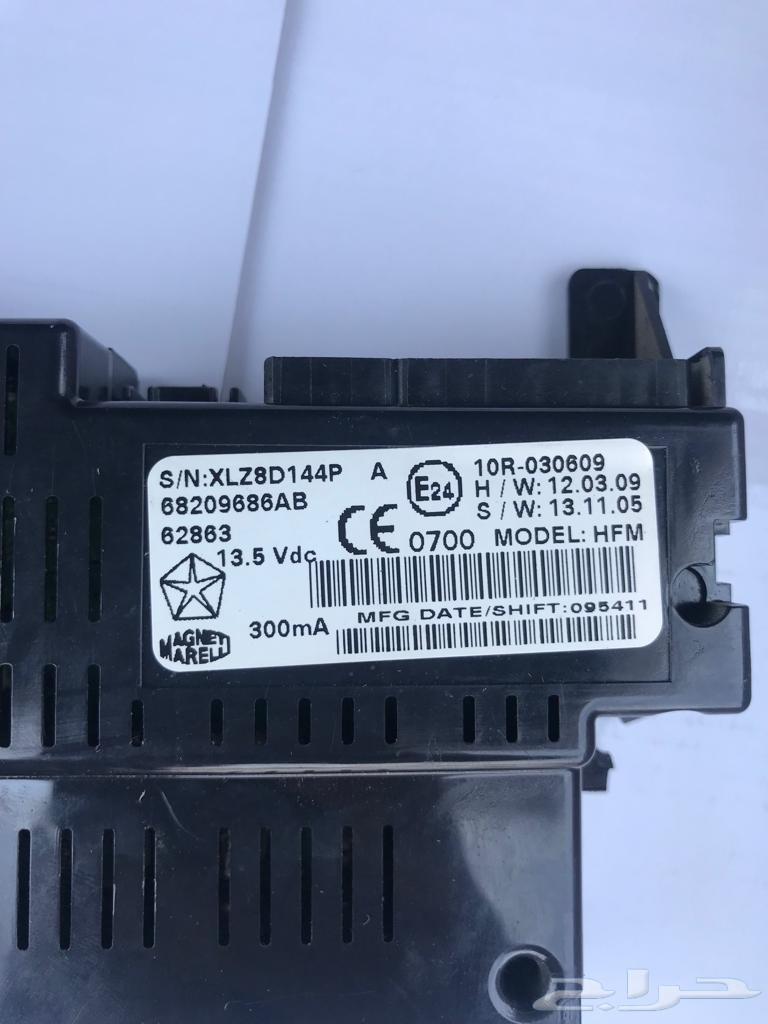 S/N:XLZ8D144P A
68209686AB
62863
13.5 Vdc
300mA
MAGNETI
MARELLI
E24
CE 0700
10R-030609
H / W: 12.03.09
S / W: 13.11.05
MODEL: HFM
MFG DATE/SHIFT:095411
حراج